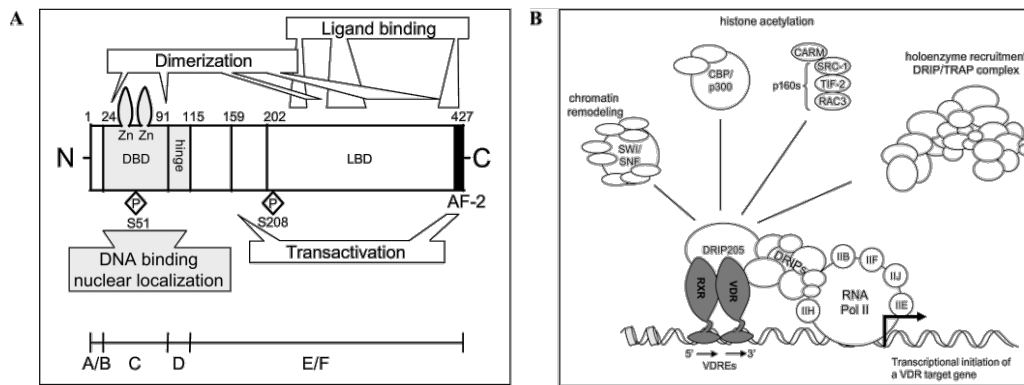 A
Ligand binding
Dimerization
1 24 91 115 159 202 427
Zn Zn
N
DBD
hinge
LBD
C
P
P
AF-2
S51
S208
DNA binding
nuclear localization
Transactivation
A/B C D E/F
B
histone acetylation
CBP/
p300
CARM
p160s
SRC-1
TIF-2
RAC3
holoenzyme recruitment
DRIP/TRAP complex
chromatin
remodeling
SWI/
SNF
DRIP205
DRIPs
RXR
VDR
IIB
IIF
IIJ
IIE
IIH
RNA
Pol II
5' 3'
VDREs
Transcriptional initiation
of a VDR target gene